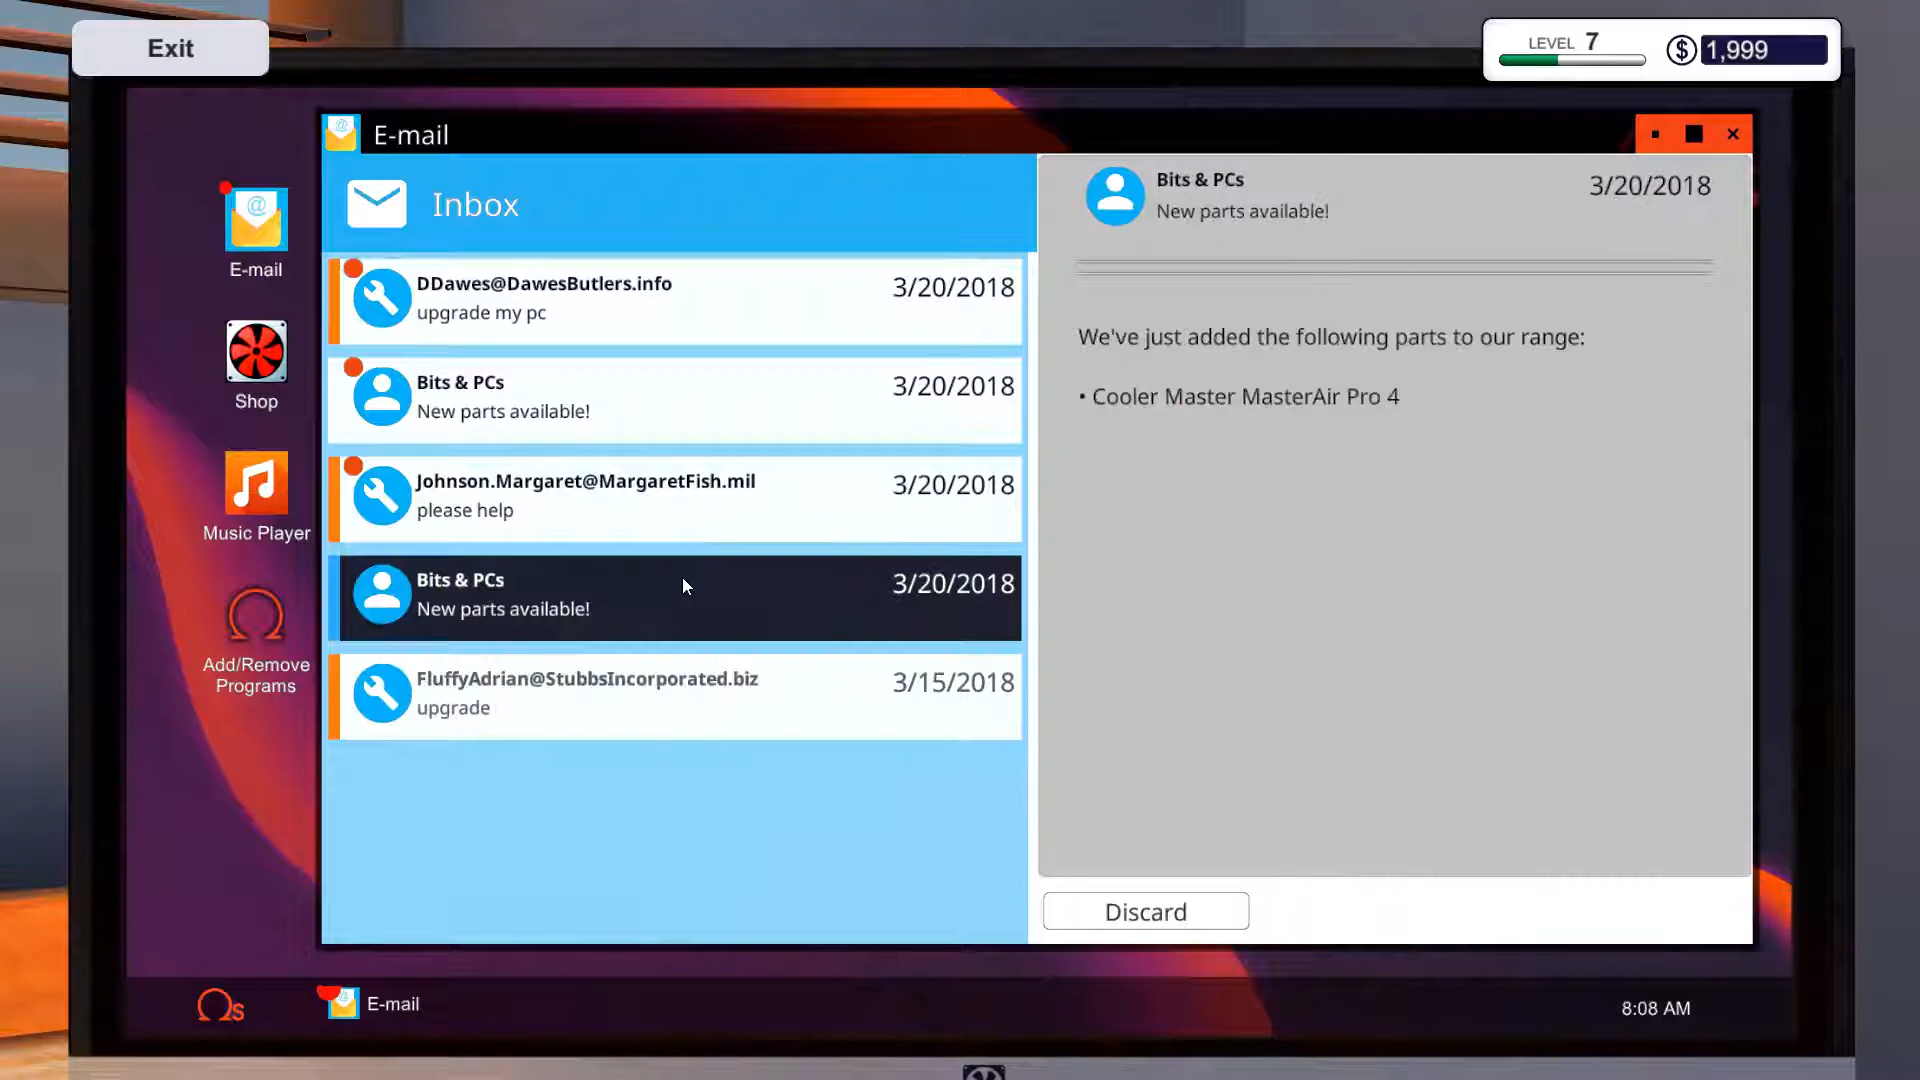 Exit
LEVEL 7
$ 1,999
E-mail
Inbox
DDawes@DawesButlers.info
3/20/2018
upgrade my pc
Bits & PCs
3/20/2018
New parts available!
Johnson.Margaret@MargaretFish.mil
3/20/2018
please help
Bits & PCs
3/20/2018
New parts available!
FluffyAdrian@StubbsIncorporated.biz
3/15/2018
upgrade
Bits & PCs
3/20/2018
New parts available!
We've just added the following parts to our range:
• Cooler Master MasterAir Pro 4
Discard
E-mail
Shop
Music Player
Add/Remove
Programs
Ωs
E-mail
8:08 AM